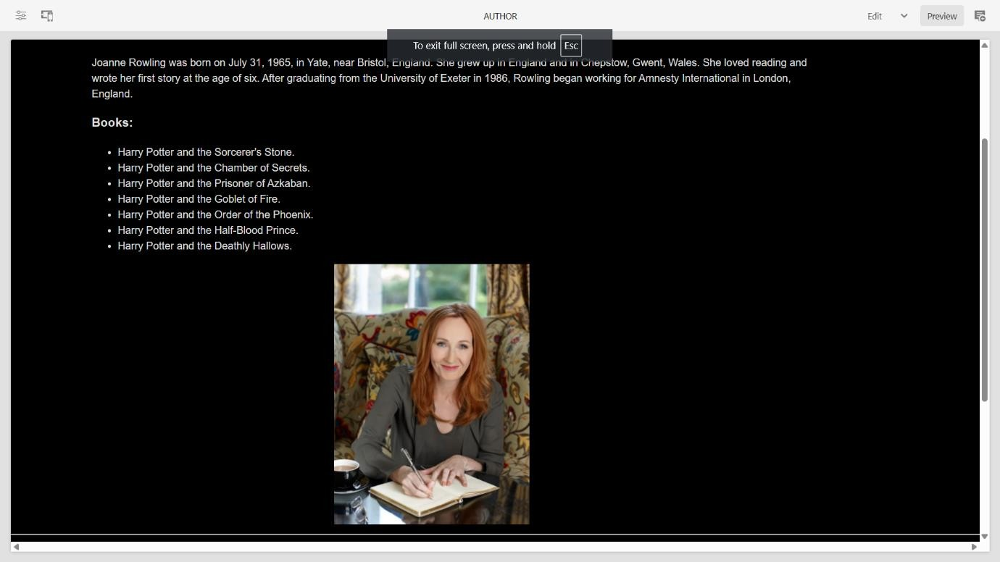 AUTHOR
Edit
Preview
To exit full screen, press and hold Esc
Joanne Rowling was born on July 31, 1965, in Yate, near Bristol, England. She grew up in England and in Chepstow, Gwent, Wales. She loved reading and
wrote her first story at the age of six. After graduating from the University of Exeter in 1986, Rowling began working for Amnesty International in London,
England.
Books:
• Harry Potter and the Sorcerer's Stone.
• Harry Potter and the Chamber of Secrets.
• Harry Potter and the Prisoner of Azkaban.
• Harry Potter and the Goblet of Fire.
• Harry Potter and the Order of the Phoenix.
• Harry Potter and the Half-Blood Prince.
• Harry Potter and the Deathly Hallows.